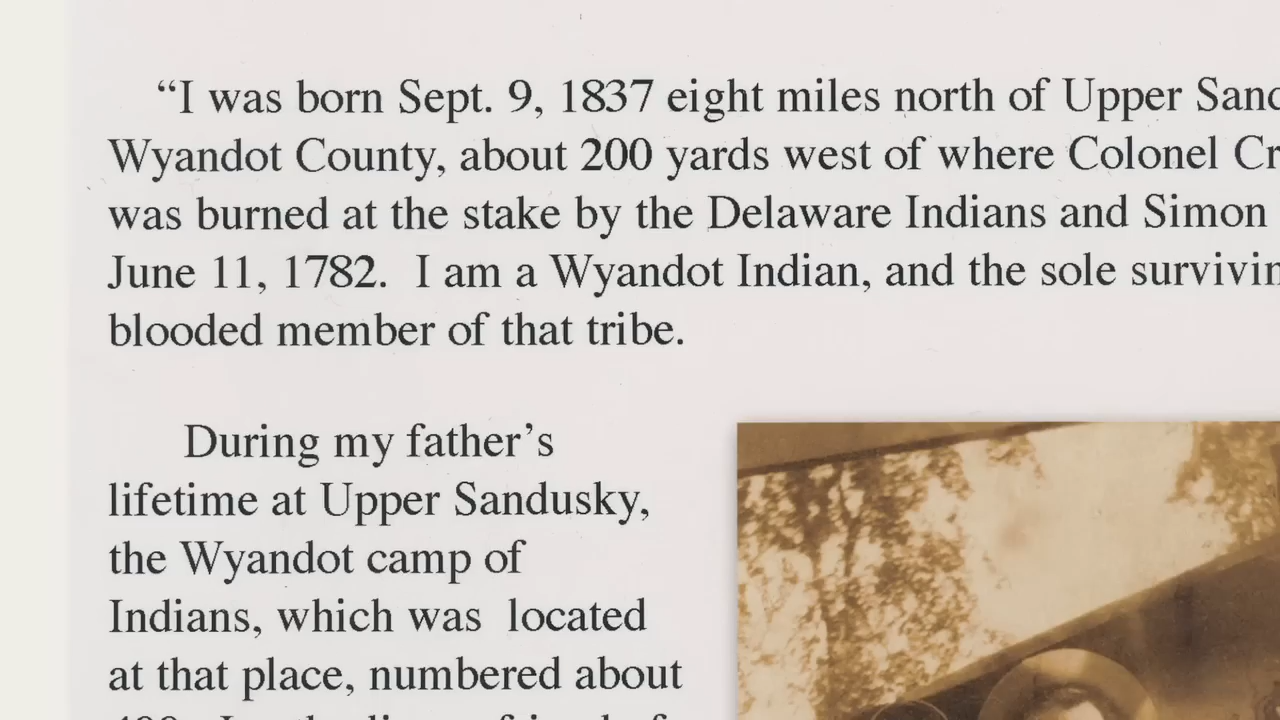 “I was born Sept. 9, 1837 eight miles north of Upper
Wyandot County, about 200 yards west of where Colonel
was burned at the stake by the Delaware Indians and Simon
June 11, 1782.  I am a Wyandot Indian, and the sole
blooded member of that tribe.
During my father’s
lifetime at Upper Sandusky,
the Wyandot camp of
Indians, which was  located
at that place, numbered about